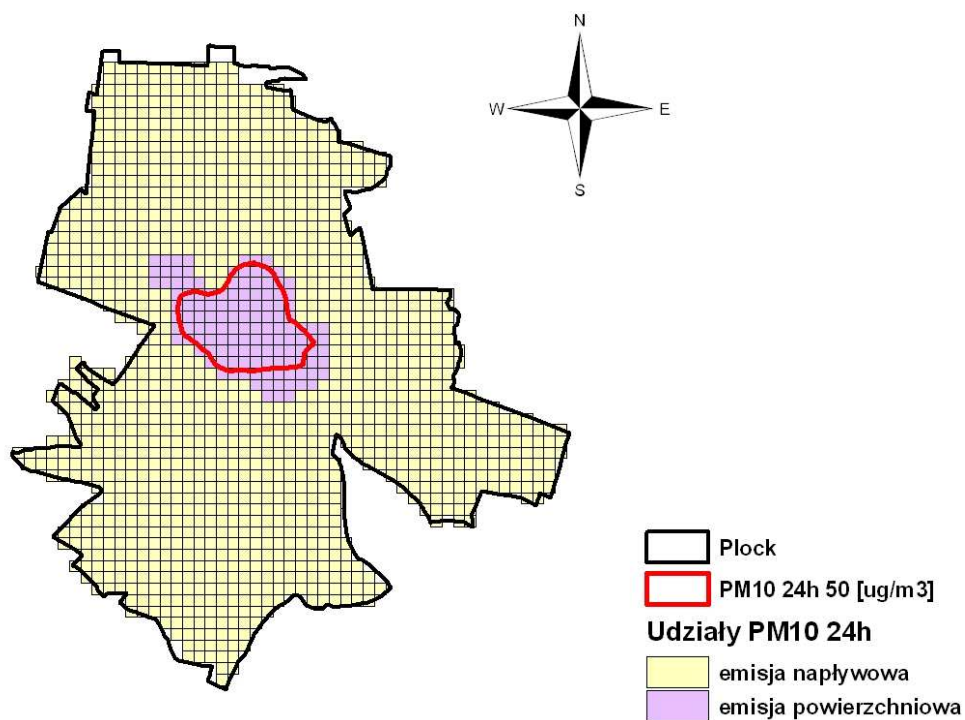 N
W E
S
Plock
PM10 24h 50 [ug/m3]
Udziały PM10 24h
emisja napływowa
emisja powierzchniowa